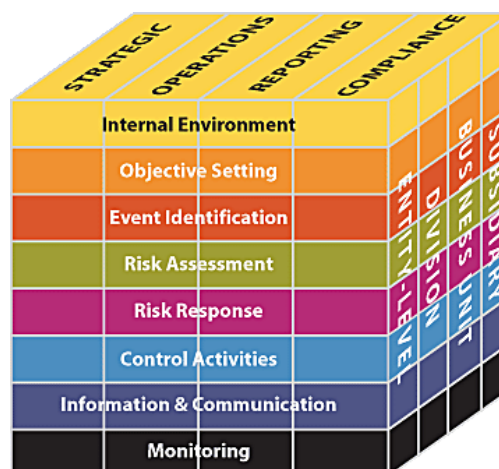 STRATEGIC
OPERATIONS
REPORTING
COMPLIANCE
Internal Environment
Objective Setting
Event Identification
Risk Assessment
Risk Response
Control Activities
Information & Communication
Monitoring
ENTITY-LEVEL
DIVISION
BUSINESS UNIT
SUBSIDIARY